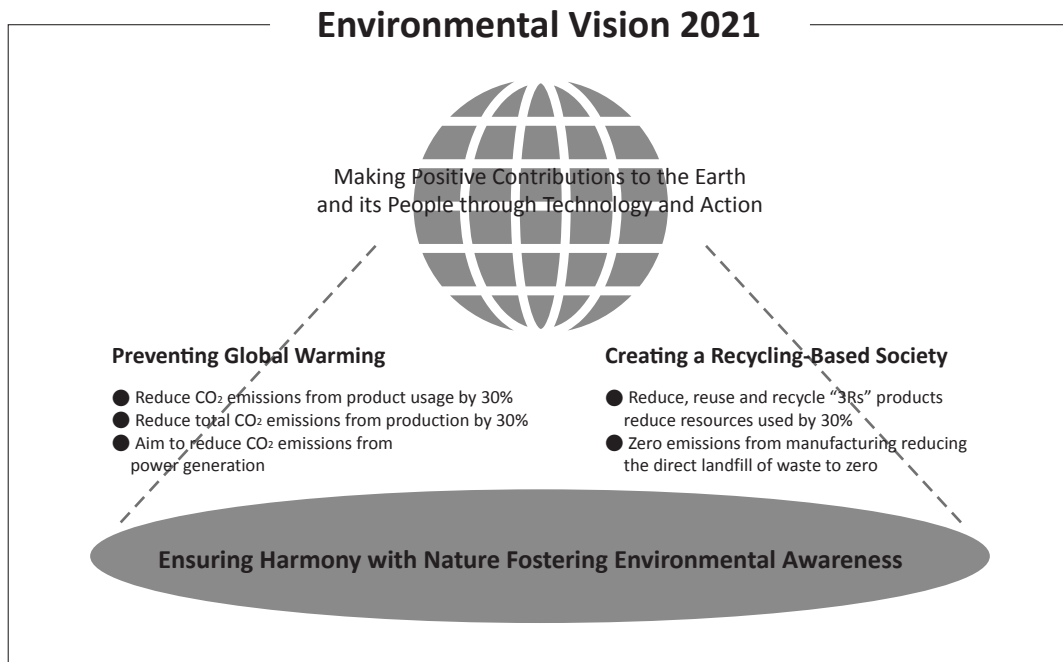 Environmental Vision 2021
Making Positive Contributions to the Earth
and its People through Technology and Action
Preventing Global Warming
● Reduce CO₂ emissions from product usage by 30%
● Reduce total CO₂ emissions from production by 30%
● Aim to reduce CO₂ emissions from
power generation
Creating a Recycling-Based Society
● Reduce, reuse and recycle “3Rs” products
reduce resources used by 30%
● Zero emissions from manufacturing reducing
the direct landfill of waste to zero
Ensuring Harmony with Nature Fostering Environmental Awareness